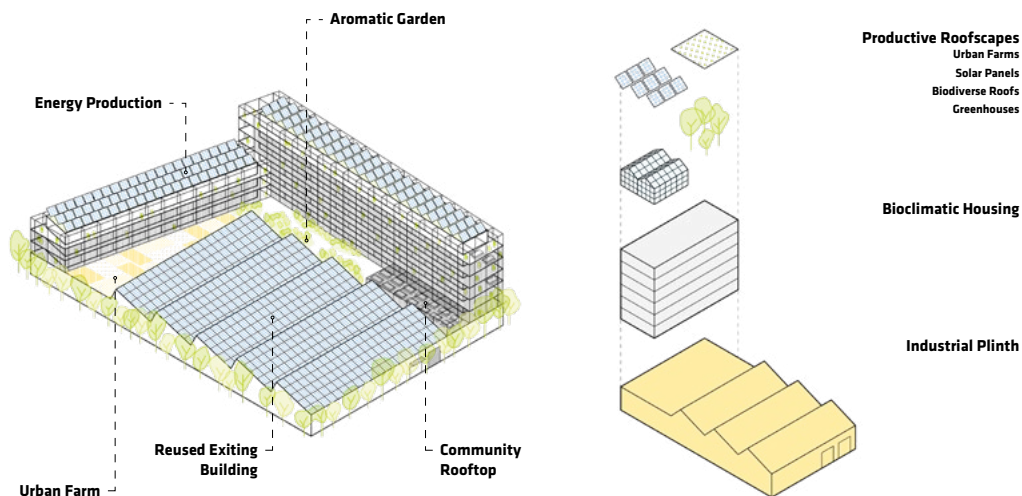 Aromatic Garden
Energy Production
Reused Exiting
Building
Community
Rooftop
Urban Farm
Productive Roofscapes
Urban Farms
Solar Panels
Biodiverse Roofs
Greenhouses
Bioclimatic Housing
Industrial Plinth